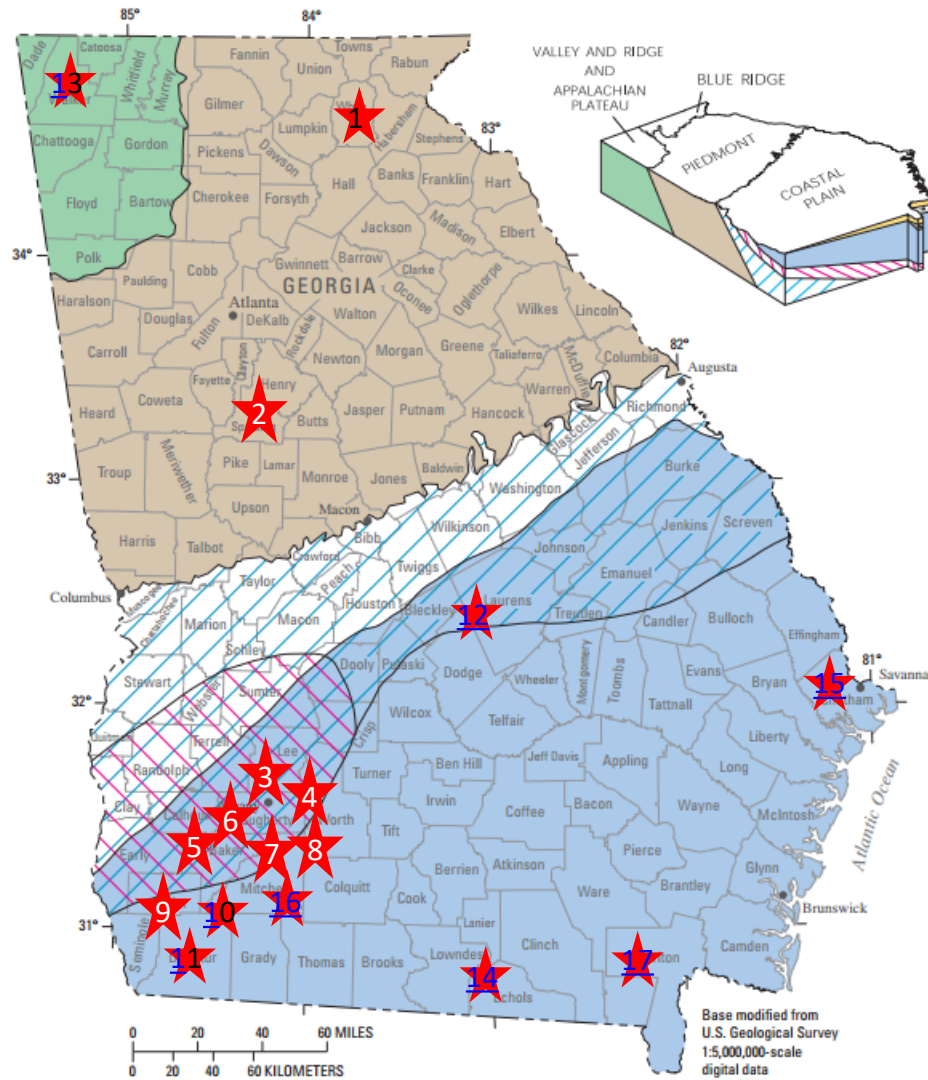 85°
84°
VALLEY AND RIDGE
AND
APPALACHIAN
PLATEAU
BLUE RIDGE
PIEDMONT
COASTAL
PLAIN
Dade
Catoosa
Whitfield
Murray
Fannin
Towns
Union
Rabun
13
1
Gilmer
Lumpkin
Habersham
83°
Stephens
Chattooga
Gordon
Pickens
Dawson
Banks
Franklin
Hart
Floyd
Bartow
Cherokee
Forsyth
Hall
Jackson
Madison
Elbert
34°
Polk
Cobb
Gwinnett
Barrow
Clarke
Oglethorpe
Paulding
GEORGIA
Oconee
Haralson
Atlanta
Wilkes
Lincoln
Douglas
Fulton
DeKalb
Rockdale
Walton
Morgan
Greene
Taliaferro
McDuffie
Columbia
82°
Carroll
Clayton
Newton
Augusta
Fayette
Henry
Warren
Heard
Coweta
2
Butts
Jasper
Putnam
Hancock
Glascock
Richmond
Jefferson
33°
Troup
Meriwether
Pike
Lamar
Monroe
Jones
Baldwin
Washington
Burke
Upson
Macon
Wilkinson
Jenkins
Screven
Harris
Talbot
Bibb
Crawford
Peach
Twiggs
Johnson
Emanuel
Columbus
Muscogee
Taylor
Houston
Bleckley
Laurens
Treutlen
Chattahochee
Marion
Macon
12
Candler
Bulloch
Effingham
Schley
Stewart
Webster
Sumter
Dooly
Pulaski
Dodge
Wheeler
Montgomery
Toombs
Evans
Bryan
15
81°
Savanna
32°
Quitman
Terrell
Crisp
Wilcox
Telfair
Tattnall
Liberty
Randolph
Lee
3
Turner
Ben Hill
Jeff Davis
Appling
Long
Clay
4
Irwin
Coffee
Bacon
Wayne
McIntosh
Atlantic Ocean
6
5
7
8
Early
Tift
Pierce
Berrien
Atkinson
Glynn
Colquitt
Ware
Brantley
9
10
16
Cook
Brunswick
31°
Seminole
Lanier
Clinch
Camden
11
Grady
Thomas
Brooks
Lowndes
14
Echols
17
0 20 40 60 MILES
0 20 40 60 KILOMETERS
Base modified from
U.S. Geological Survey
1:5,000,000-scale
digital data